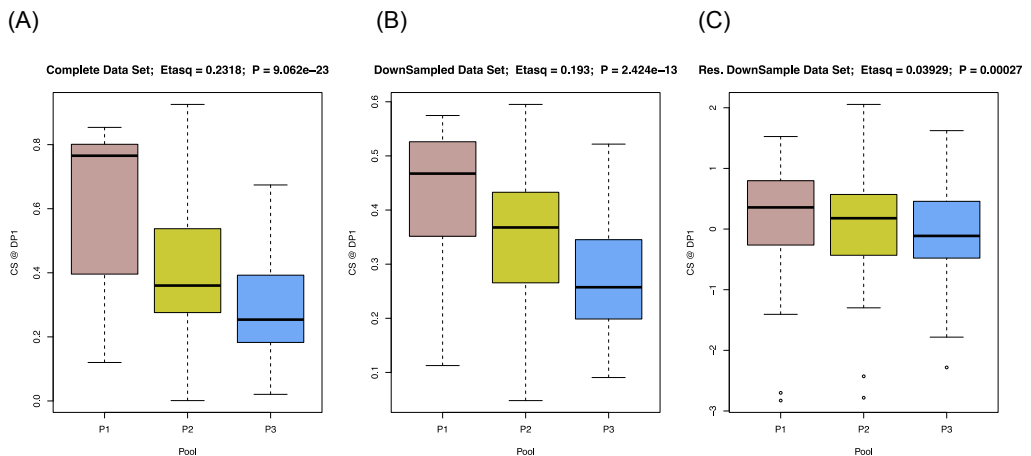 (A)
(B)
(C)
Complete Data Set; Etasq = 0.2318; P = 9.062e−23
DownSampled Data Set; Etasq = 0.193; P = 2.424e−13
Res. DownSample Data Set; Etasq = 0.03929; P = 0.00027
CS @ DP1
0.8
0.6
0.4
0.2
0.0
P1
P2
P3
Pool
CS @ DP1
0.6
0.5
0.4
0.3
0.2
0.1
P1
P2
P3
Pool
CS @ DP1
2
1
0
−1
−2
−3
P1
P2
P3
Pool